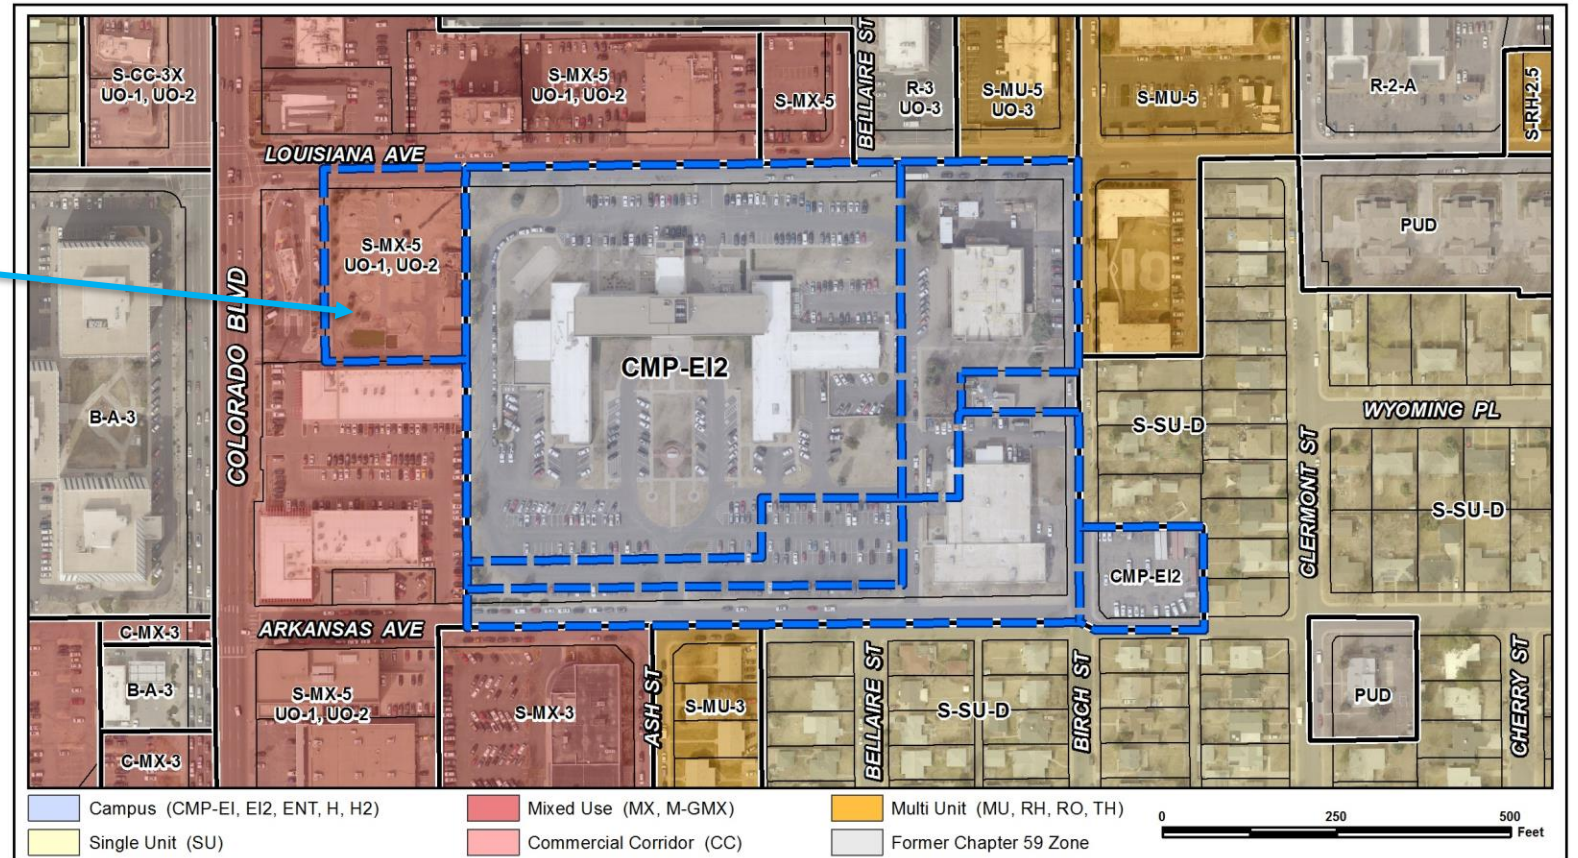 S-CC-3X
UO-1, UO-2
S-MX-5
UO-1, UO-2
S-MX-5
BELLAIRE ST
R-3
UO-3
S-MU-5
UO-3
S-MU-5
R-2-A
S-RH-2.5
LOUISIANA AVE
S-MX-5
UO-1, UO-2
PUD
COLORADO BLVD
CMP-EI2
B-A-3
WYOMING PL
S-SU-D
CLERMONT ST
S-SU-D
CMP-EI2
C-MX-3
ARKANSAS AVE
B-A-3
S-MX-5
UO-1, UO-2
S-MX-3
ASH ST
S-MU-3
BELLAIRE ST
S-SU-D
BIRCH ST
PUD
CHERRY ST
C-MX-3
Campus (CMP-EI, EI2, ENT, H, H2)
Mixed Use (MX, M-GMX)
Multi Unit (MU, RH, RO, TH)
0 250 500
Feet
Single Unit (SU)
Commercial Corridor (CC)
Former Chapter 59 Zone